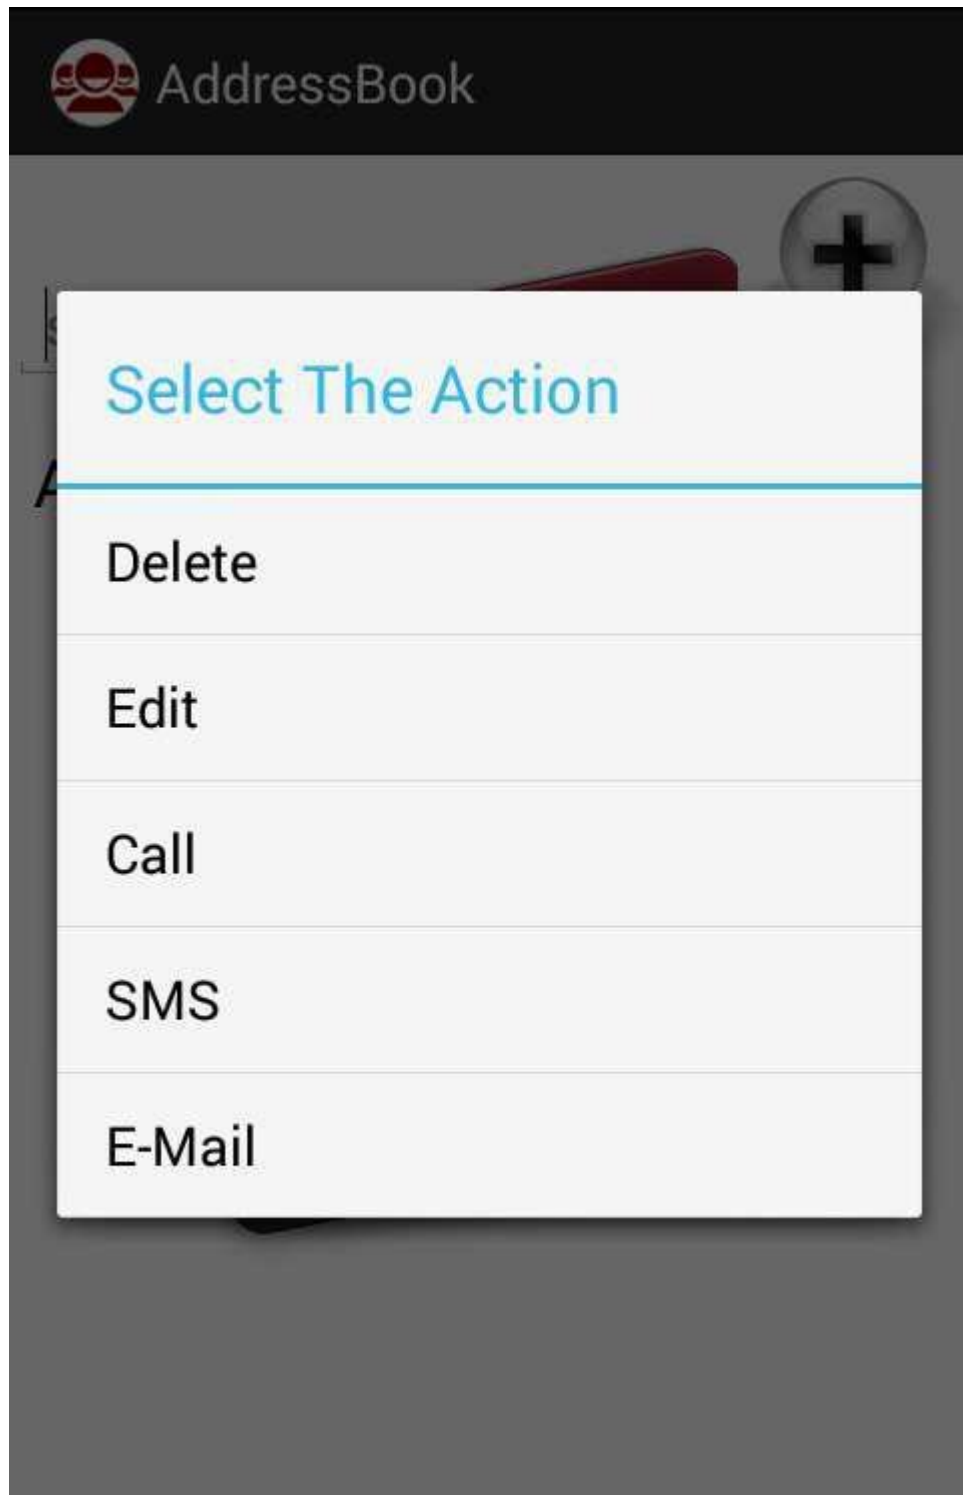 AddressBook
Select The Action
Delete
Edit
Call
SMS
E-Mail